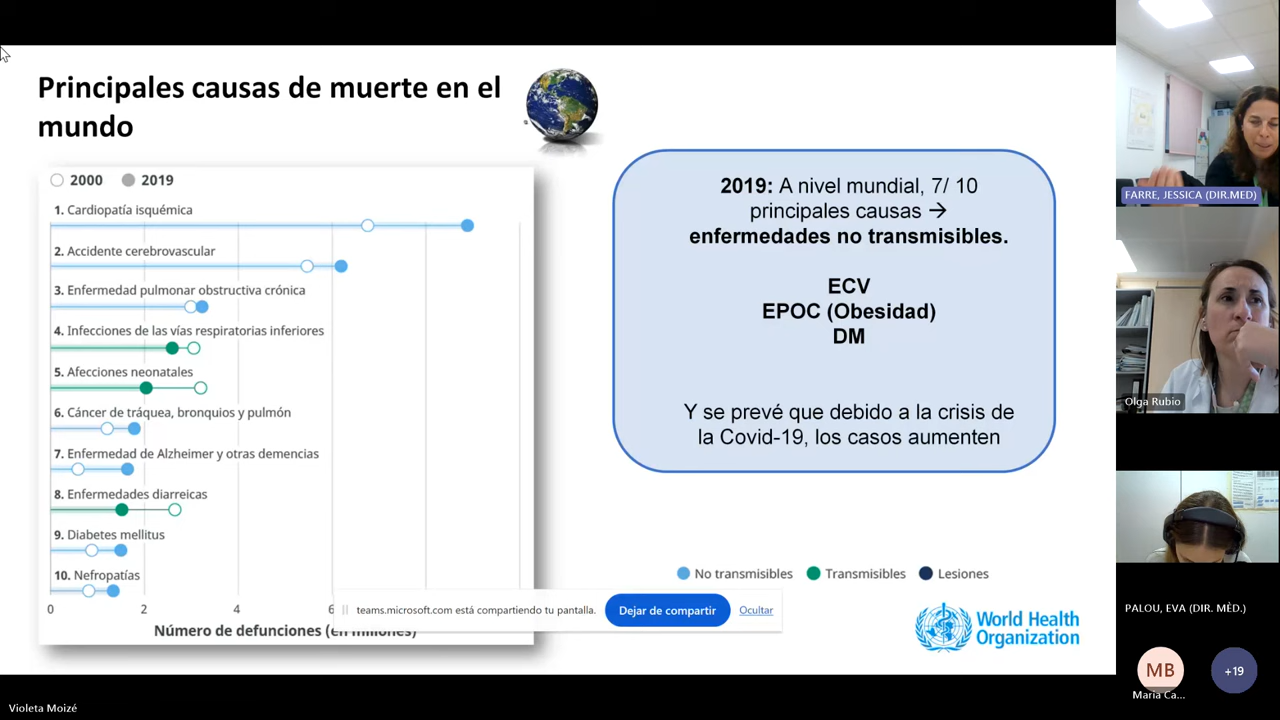 Principales causas de muerte en el
mundo
2000
2019
1. Cardiopatía isquémica
2. Accidente cerebrovascular
3. Enfermedad pulmonar obstructiva crónica
4. Infecciones de las vías respiratorias inferiores
5. Afecciones neonatales
6. Cáncer de tráquea, bronquios y pulmón
7. Enfermedad de Alzheimer y otras demencias
8. Enfermedades diarreicas
9. Diabetes mellitus
10. Nefropatías
0 2 4 6
Número de defunciones (en millones)
2019: A nivel mundial, 7/ 10
principales causas →
enfermedades no transmisibles.
ECV
EPOC (Obesidad)
DM
Y se prevé que debido a la crisis de
la Covid-19, los casos aumenten
No transmisibles
Transmisibles
Lesiones
teams.microsoft.com está compartiendo tu pantalla.
Dejar de compartir
Ocultar
World Health
Organization
FARRE, JESSICA (DIR.MED)
Olga Rubio
PALOU, EVA (DIR. MÈD.)
MB
+19
Maria Ca...
Violeta Moizé